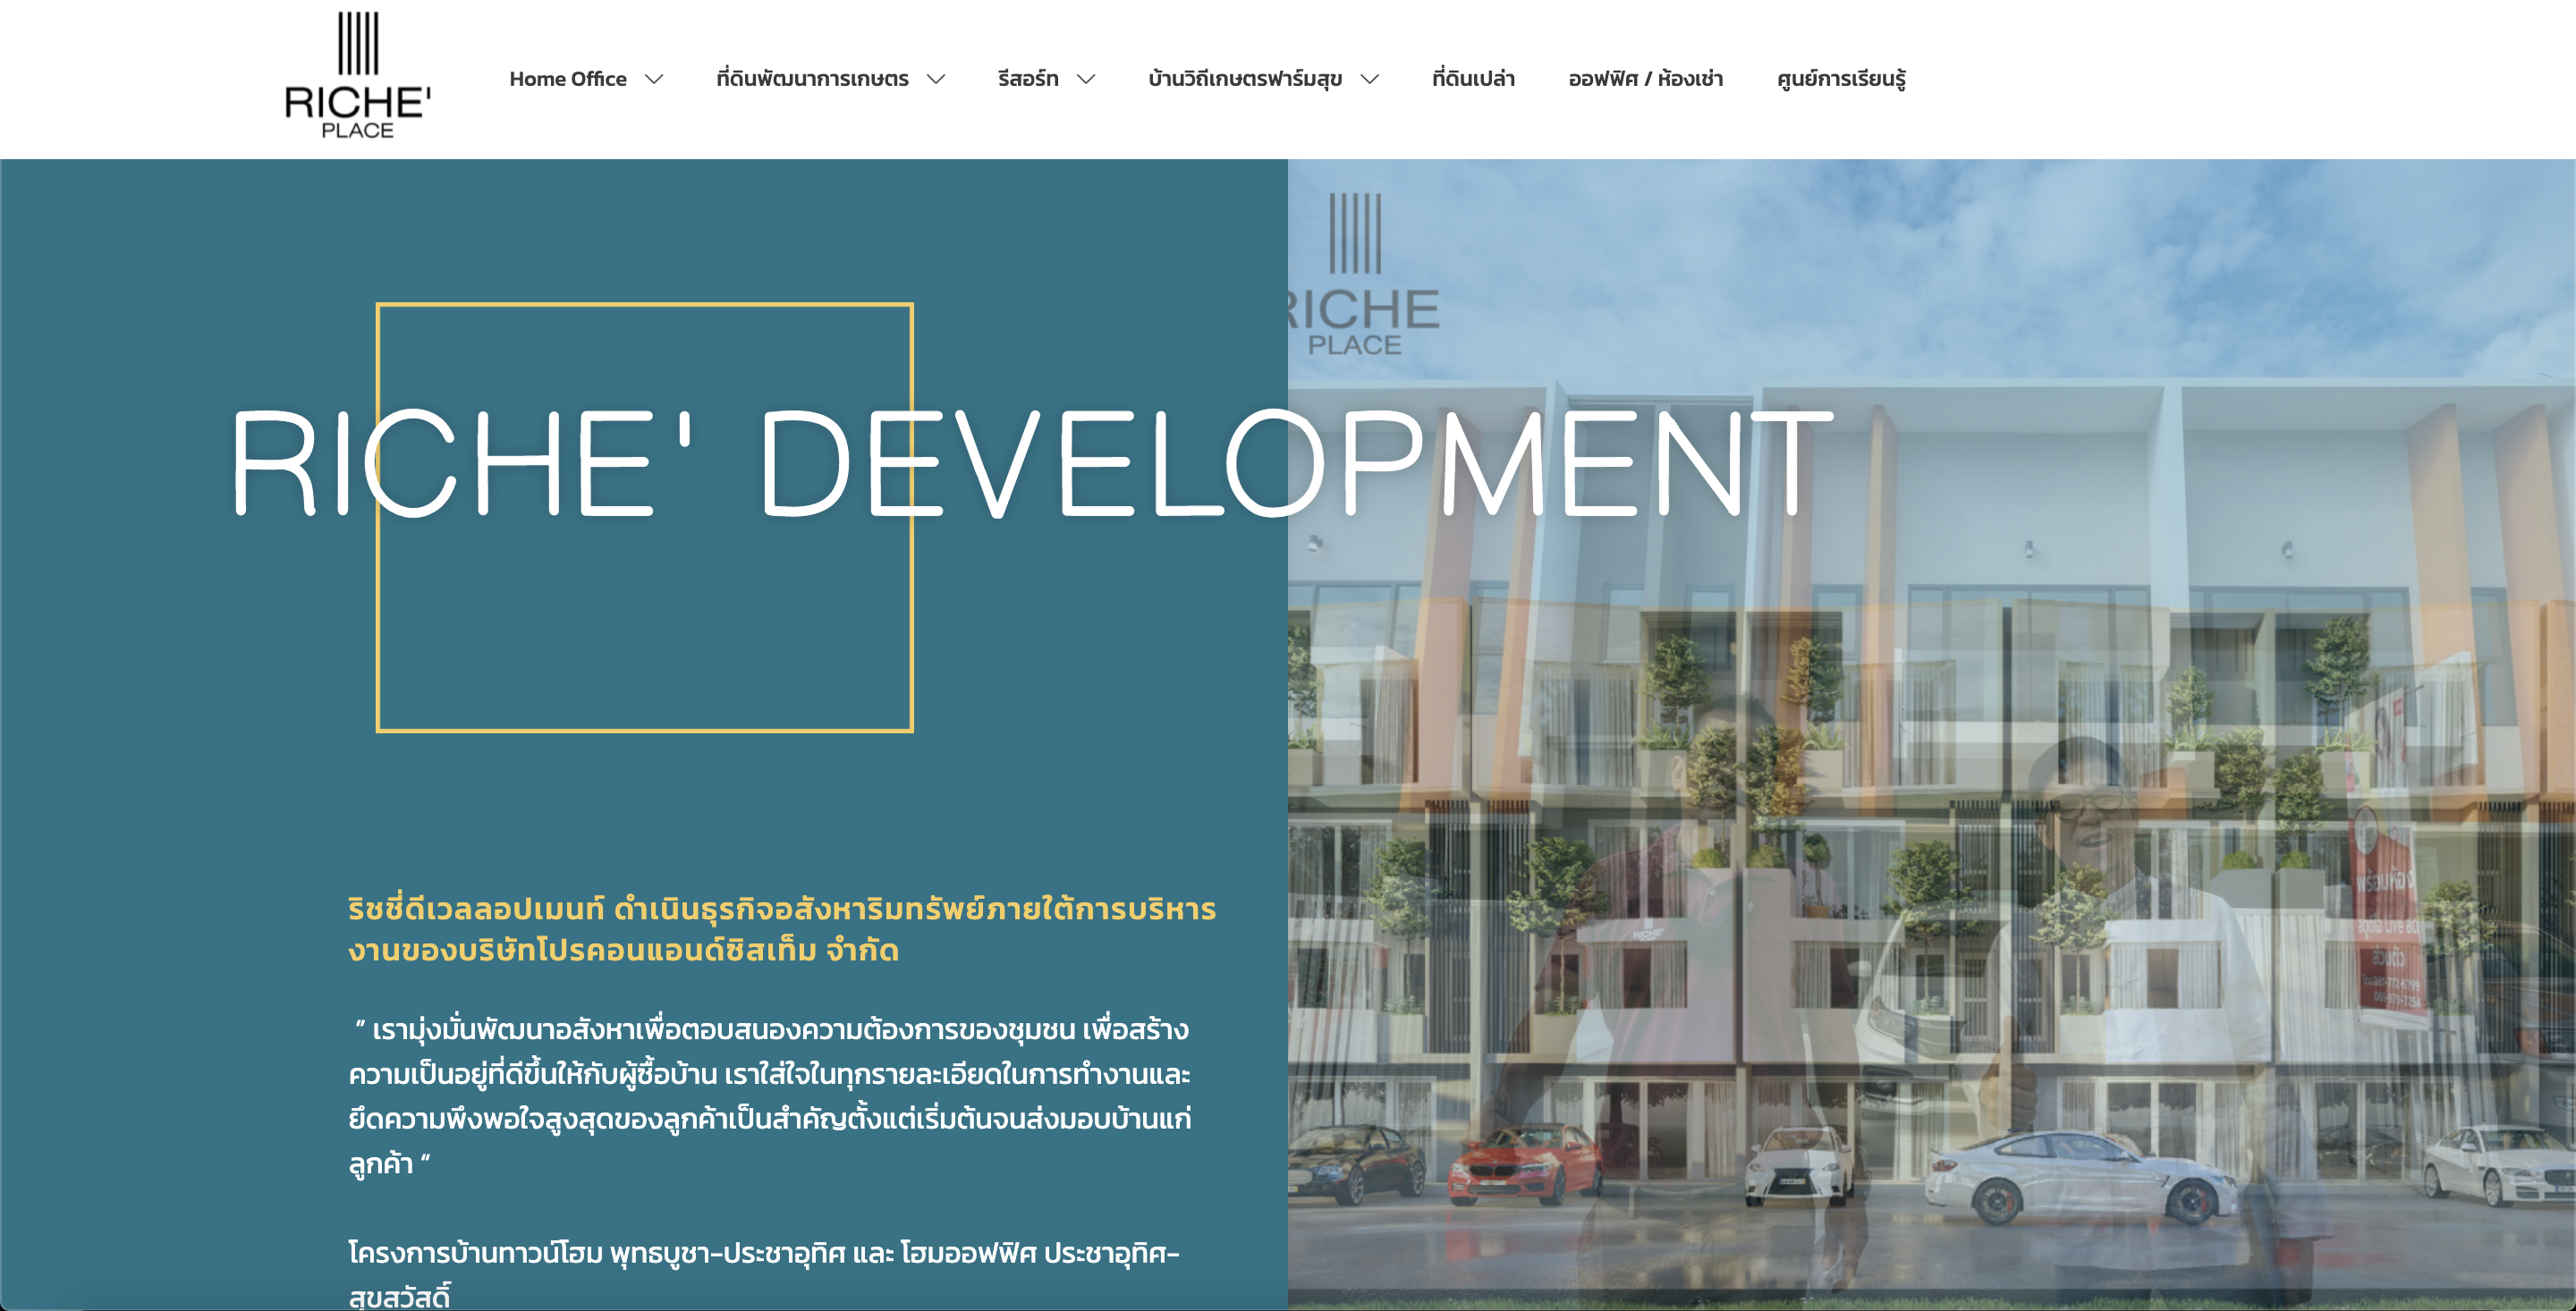 RICHE'
PLACE
Home Office
ที่ดินพัฒนาการเกษตร
รีสอร์ท
บ้านวิถีเกษตรฟาร์มสุข
ที่ดินเปล่า
ออฟฟิศ / ห้องเช่า
ศูนย์การเรียนรู้
RICHE
PLACE
RICHE' DEVELOPMENT
ริชชี่ดีเวลลอปเมนท์ ดำเนินธุรกิจอสังหาริมทรัพย์ภายใต้การบริหาร
งานของบริษัทโปรคอนแอนด์ซิสเท็ม จำกัด
" เรามุ่งมั่นพัฒนาอสังหาเพื่อตอบสนองความต้องการของชุมชน เพื่อสร้าง
ความเป็นอยู่ที่ดีขึ้นให้กับผู้ซื้อบ้าน เราใส่ใจในทุกรายละเอียดในการทำงานและ
ยึดความพึงพอใจสูงสุดของลูกค้าเป็นสำคัญตั้งแต่เริ่มต้นจนส่งมอบบ้านแก่
ลูกค้า "
โครงการบ้านทาวน์โฮม พุทธบูชา-ประชาอุทิศ และ โฮมออฟฟิศ ประชาอุทิศ-
สุขสวัสดิ์